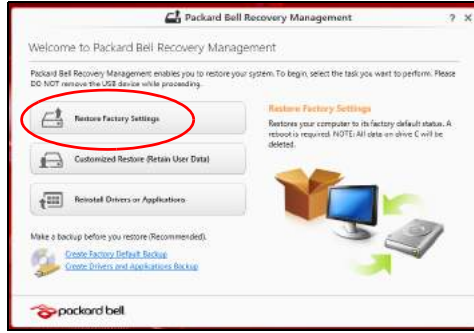 Packard Bell Recovery Management
? X
Welcome to Packard Bell Recovery Management
Packard Bell Recovery Management enables you to restore your system. To begin, select the task you want to perform. Please
DO NOT remove the USB device while proceeding.
Restore Factory Settings
Customized Restore (Retain User Data)
Reinstall Drivers or Applications
Restore Factory Settings
Restores your computer to its factory default status. A
reboot is required. NOTE: All data on drive C will be
deleted.
Make a backup before you restore (Recommended).
Create Factory Default Backup
Create Drivers and Applications Backup
packard bell